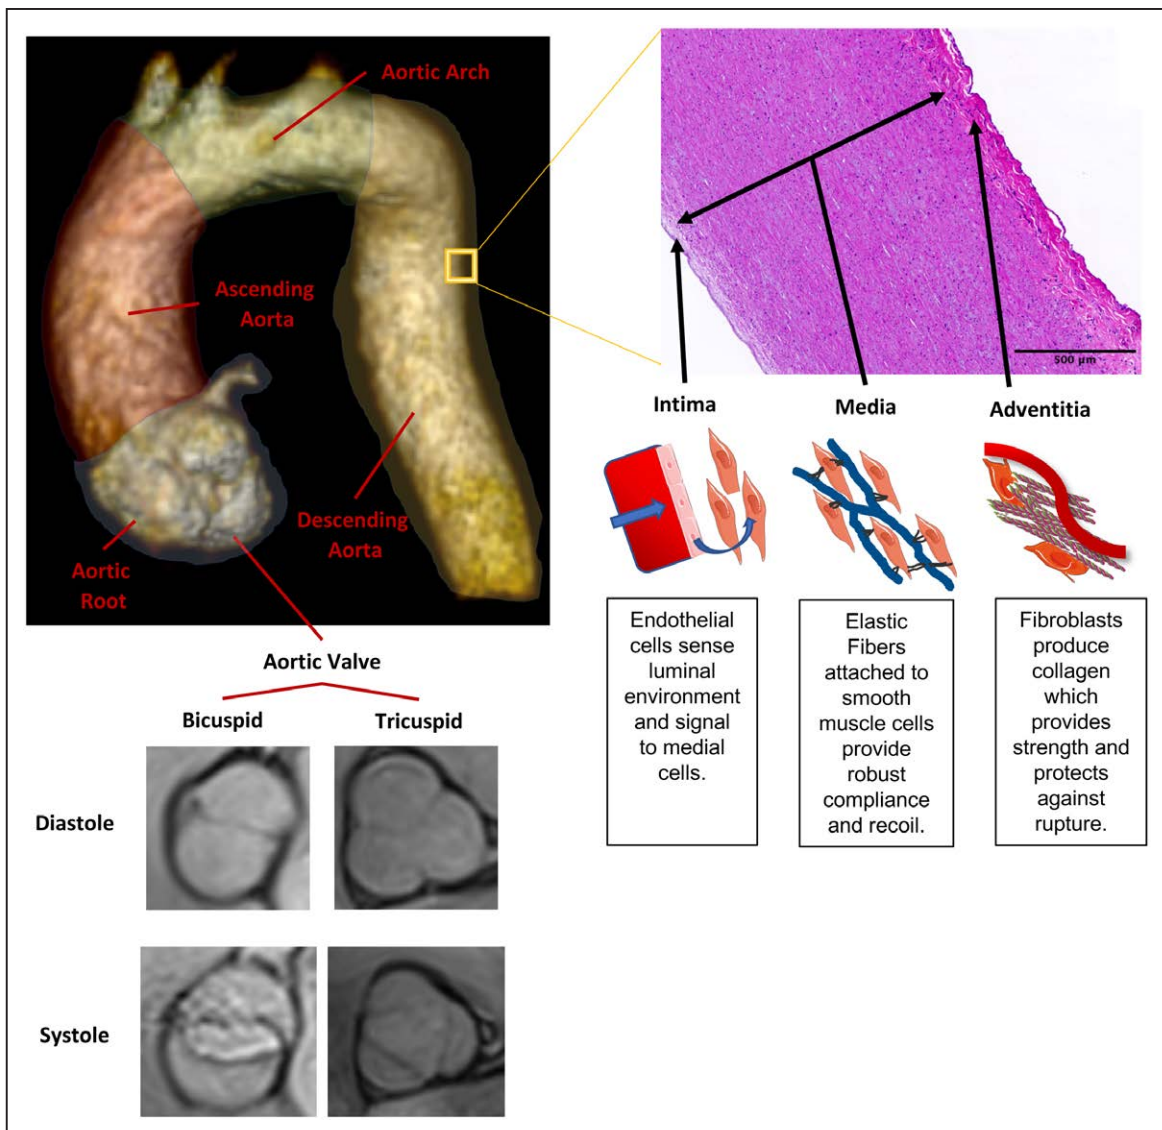 Aortic Arch
Ascending
Aorta
Descending
Aorta
Aortic
Root
500 μm
Intima
Media
Adventitia
Endothelial
cells sense
luminal
environment
and signal
to medial
cells.
Elastic
Fibers
attached to
smooth
muscle cells
provide
robust
compliance
and recoil.
Fibroblasts
produce
collagen
which
provides
strength and
protects
against
rupture.
Aortic Valve
Bicuspid
Tricuspid
Diastole
Systole